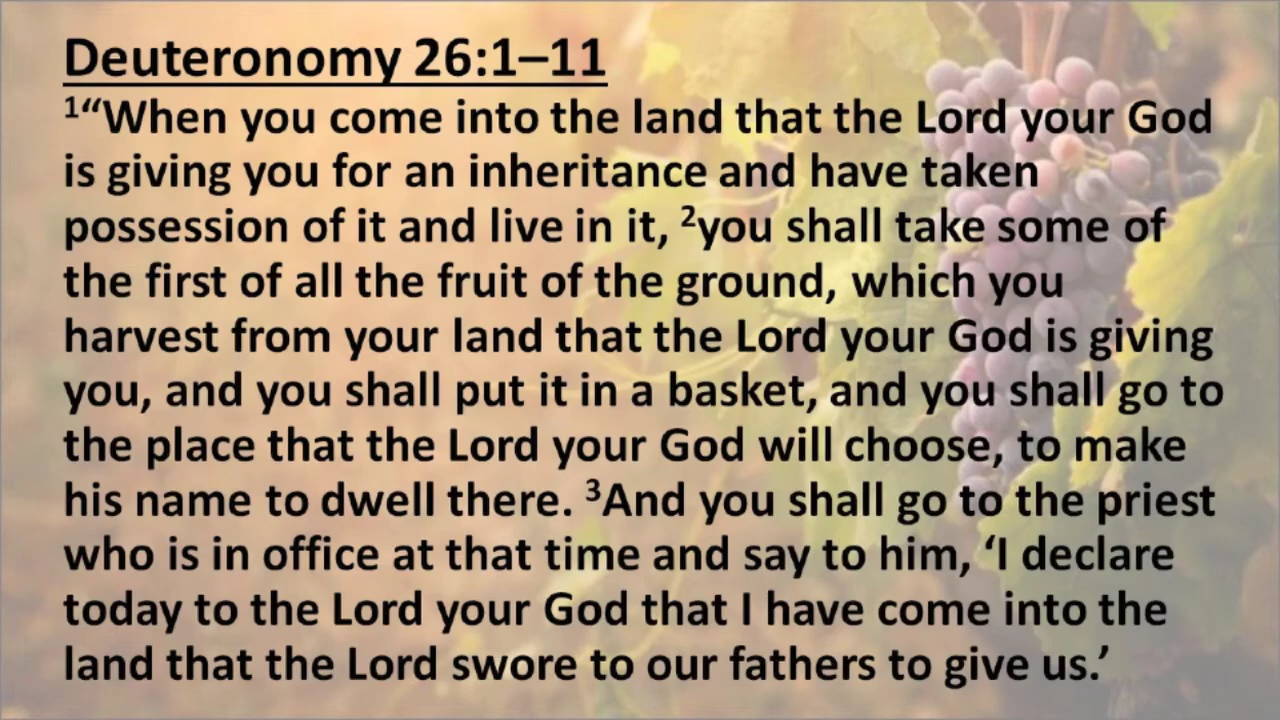 Deuteronomy 26:1–11
¹“When you come into the land that the Lord your God
is giving you for an inheritance and have taken
possession of it and live in it, ²you shall take some of
the first of all the fruit of the ground, which you
harvest from your land that the Lord your God is giving
you, and you shall put it in a basket, and you shall go to
the place that the Lord your God will choose, to make
his name to dwell there. ³And you shall go to the priest
who is in office at that time and say to him, ‘I declare
today to the Lord your God that I have come into the
land that the Lord swore to our fathers to give us.’